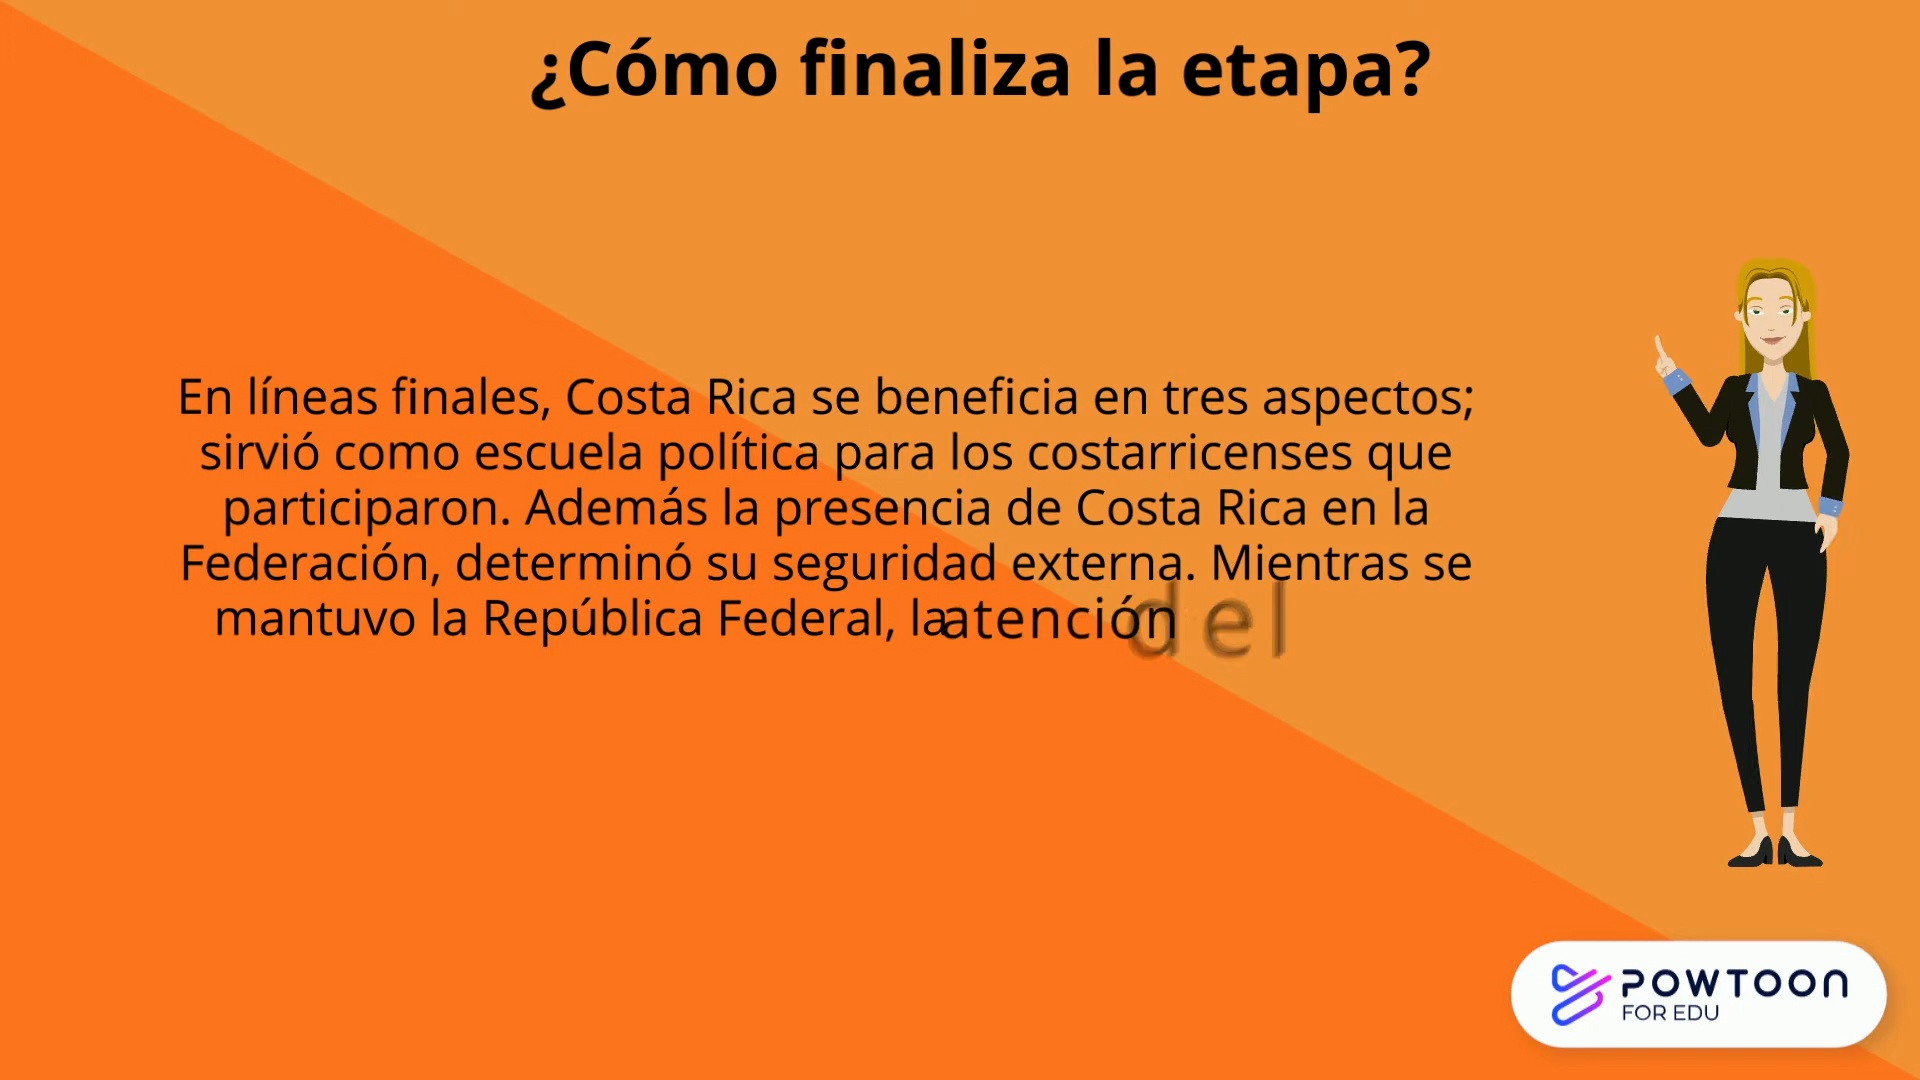 ¿Cómo finaliza la etapa?
En líneas finales, Costa Rica se beneficia en tres aspectos;
sirvió como escuela política para los costarricenses que
participaron. Además la presencia de Costa Rica en la
Federación, determinó su seguridad externa. Mientras se
mantuvo la República Federal, la atención del
POWTOON
FOR EDU